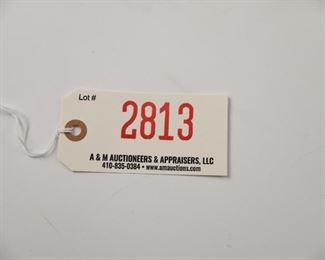 Lot #
2813
A & M AUCTIONEERS & APPRAISERS, LLC
410-835-0384 • www.amauctions.com